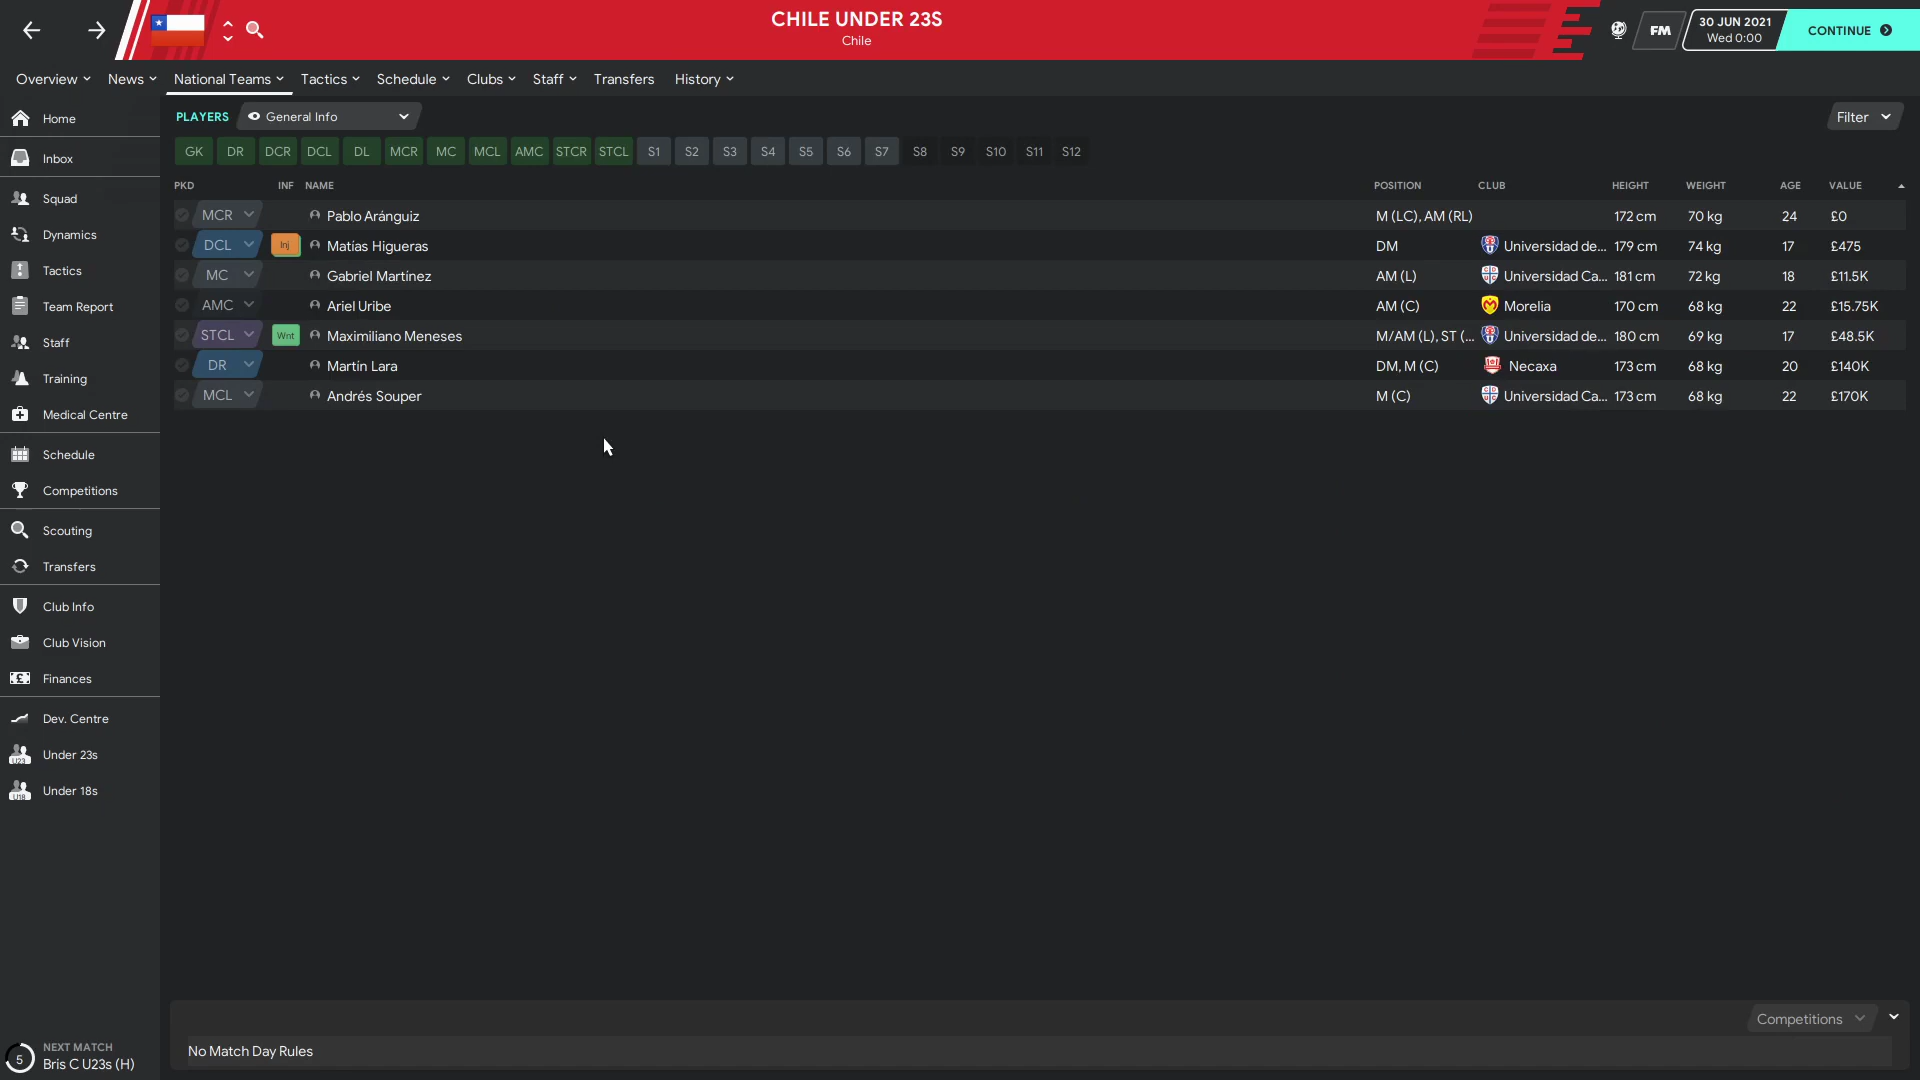 CHILE UNDER 23S
Chile
FM
30 JUN 2021
Wed 0:00
CONTINUE
Overview News National Teams Tactics Schedule Clubs Staff Transfers History
Home
Inbox
Squad
Dynamics
Tactics
Team Report
Staff
Training
Medical Centre
Schedule
Competitions
Scouting
Transfers
Club Info
Club Vision
Finances
Dev. Centre
U23 Under 23s
U18 Under 18s
5
NEXT MATCH
Bris C U23s (H)
PLAYERS General Info Filter
GK DR DCR DCL DL MCR MC MCL AMC STCR STCL S1 S2 S3 S4 S5 S6 S7 S8 S9 S10 S11 S12
PKD INF NAME POSITION CLUB HEIGHT WEIGHT AGE VALUE
MCR Pablo Aránguiz M (LC), AM (RL) 172 cm 70 kg 24 £0
DCL Inj Matías Higueras DM Universidad de... 179 cm 74 kg 17 £475
MC Gabriel Martínez AM (L) Universidad Ca... 181 cm 72 kg 18 £11.5K
AMC Ariel Uribe AM (C) Morelia 170 cm 68 kg 22 £15.75K
STCL Wnt Maximiliano Meneses M/AM (L), ST (... Universidad de... 180 cm 69 kg 17 £48.5K
DR Martín Lara DM, M (C) Necaxa 173 cm 68 kg 20 £140K
MCL Andrés Souper M (C) Universidad Ca... 173 cm 68 kg 22 £170K
Competitions
No Match Day Rules